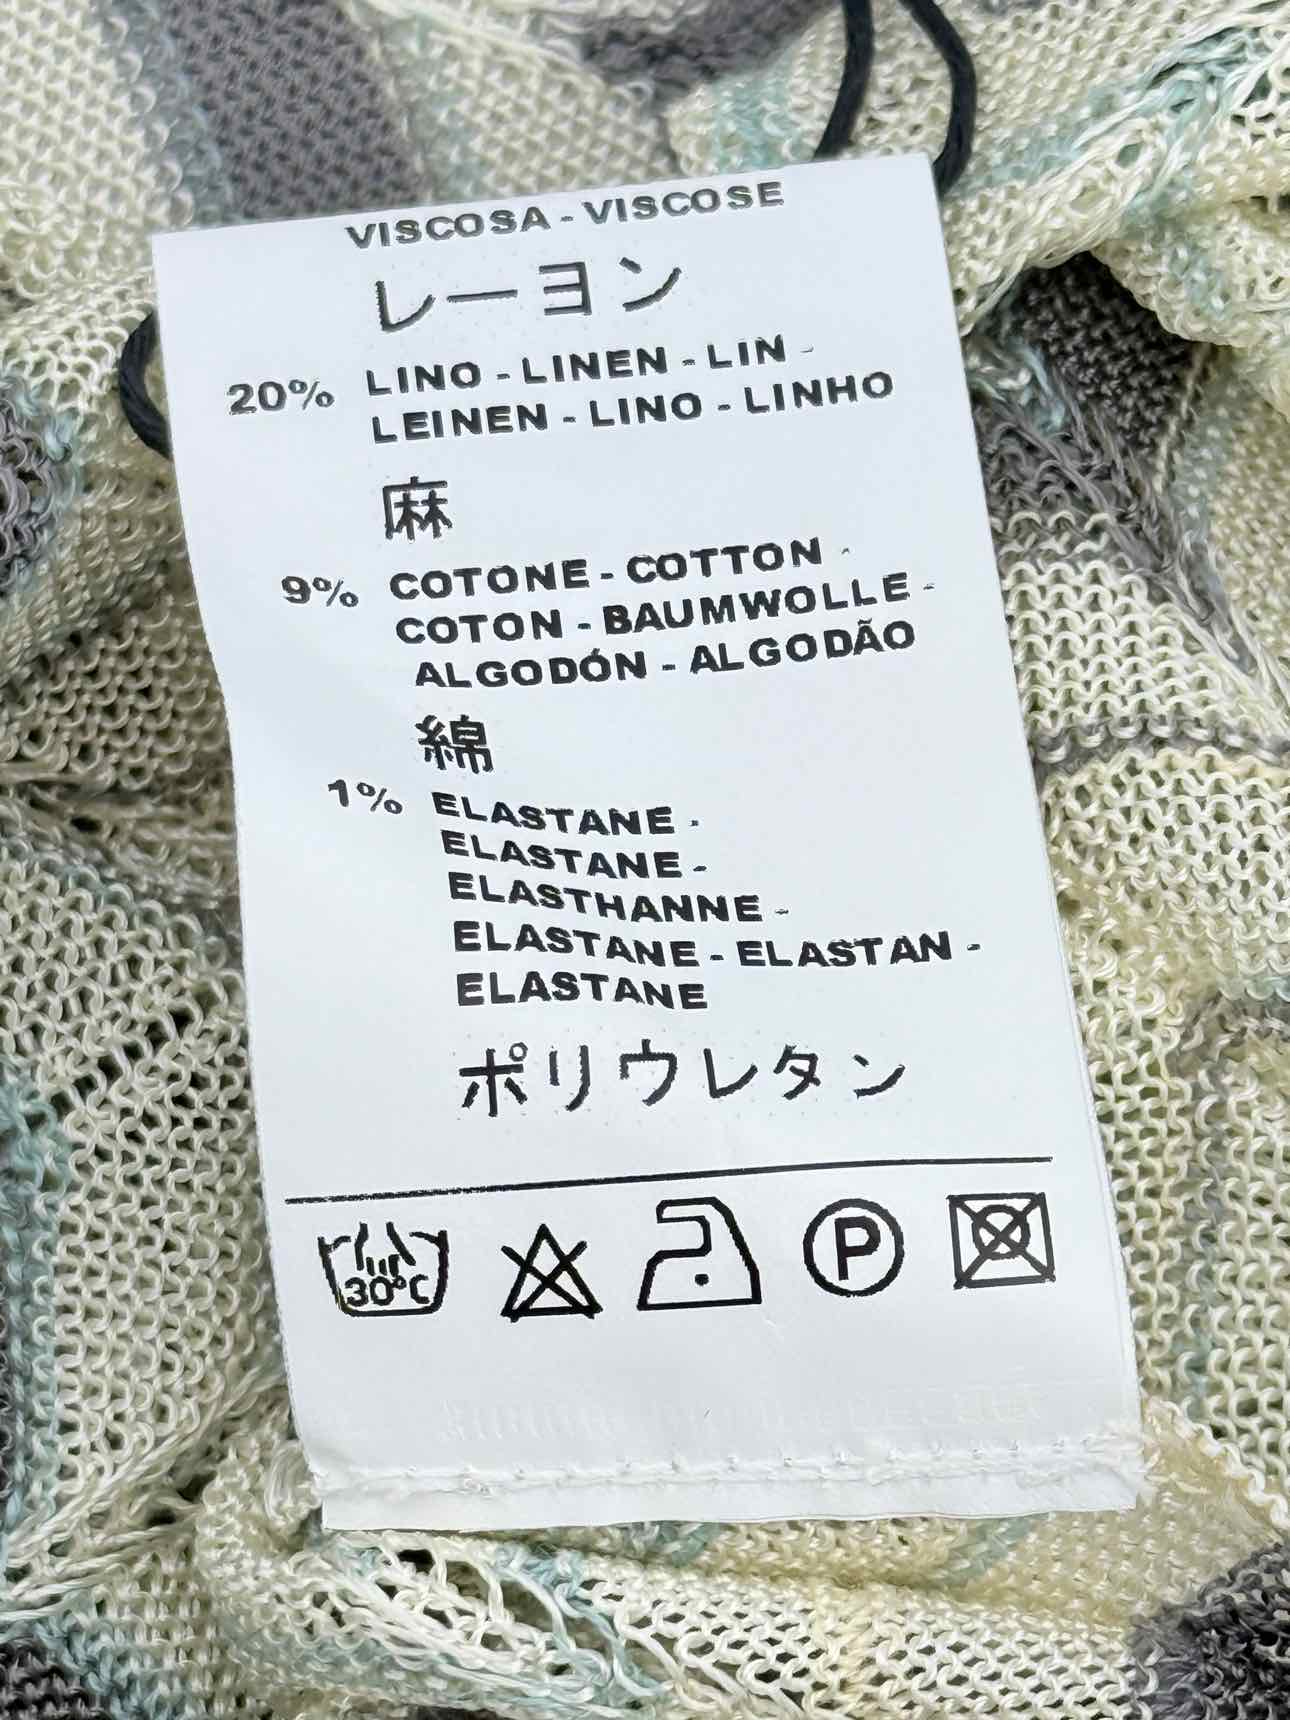 VISCOSA - VISCOSE
レーヨン
20% LINO - LINEN - LIN -
LEINEN - LINO - LINHO
麻
9% COTONE - COTTON -
COTON - BAUMWOLLE -
ALGODÓN - ALGODÃO
綿
1% ELASTANE -
ELASTANE -
ELASTHANNE -
ELASTANE - ELASTAN -
ELASTANE
ポリウレタン
30°C P